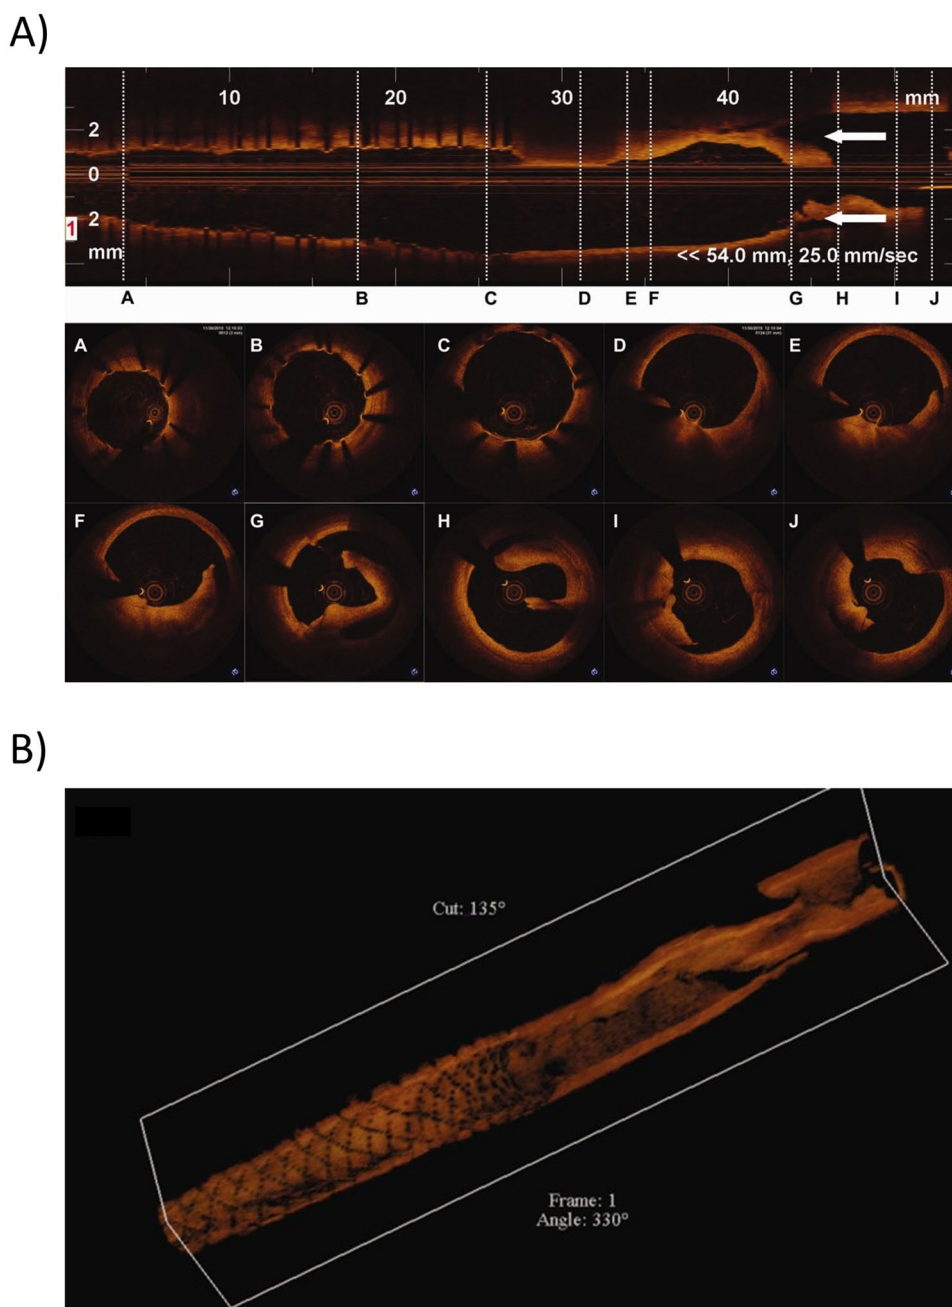 A)
10 20 30 40 mm
2
0
1 2
mm
<< 54.0 mm, 25.0 mm/sec
A B C D E F G H I J
A B C D E
F G H I J
B)
Cut: 135°
Frame: 1
Angle: 330°